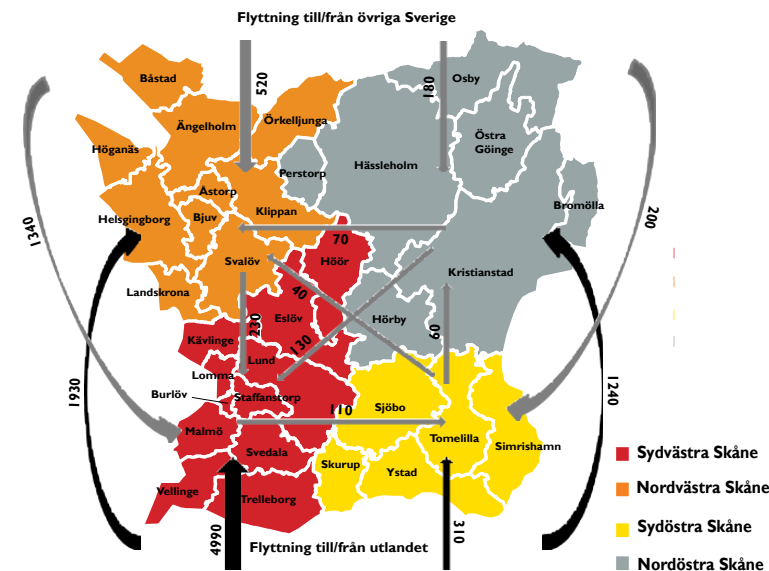 Flyttning till/från övriga Sverige
Båstad
520
180
Osby
Ängelholm
Örkelljunga
Östra
Göinge
Höganäs
Perstorp
Hässleholm
Åstorp
Helsgingborg
Bjuv
Klippan
Bromölla
1340
200
70
Svalöv
Höör
Kristianstad
Landskrona
40
Eslöv
Hörby
230
130
60
Kävlinge
Lund
Lomma
Burlöv
Staffanstorp
1930
1240
110
Sjöbo
Malmö
Tomelilla
Simrishamn
Svedala
Skurup
Ystad
Vellinge
Trelleborg
4990
310
Flyttning till/från utlandet
Sydvästra Skåne
Nordvästra Skåne
Sydöstra Skåne
Nordöstra Skåne